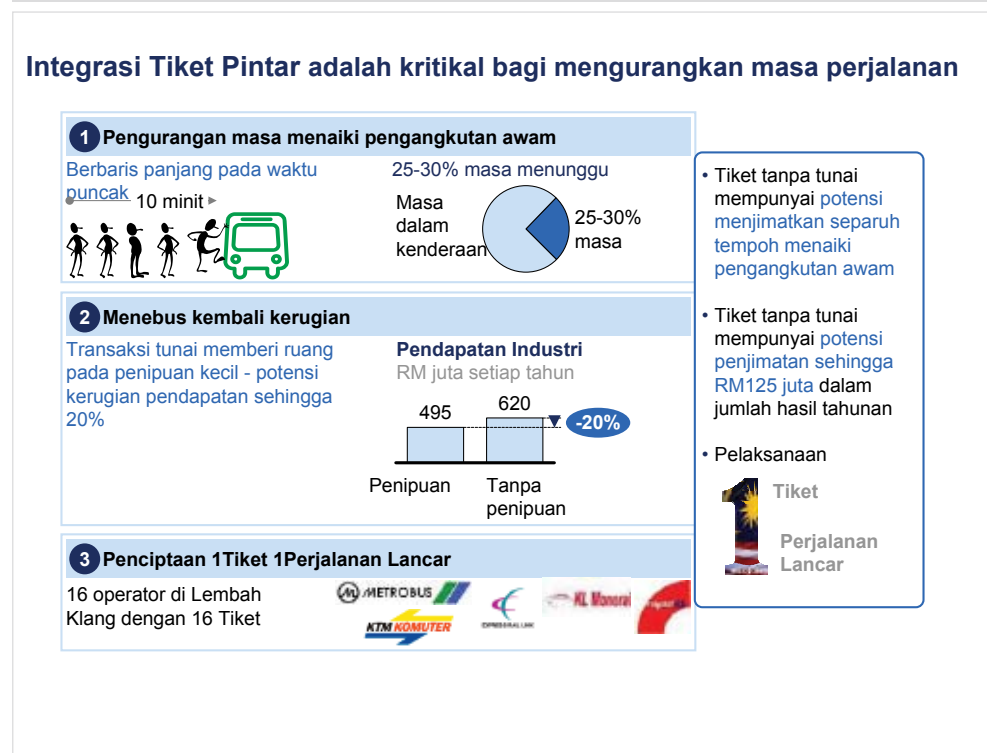 Integrasi Tiket Pintar adalah kritikal bagi mengurangkan masa perjalanan
1 Pengurangan masa menaiki pengangkutan awam
Berbaris panjang pada waktu
puncak
10 minit
25-30% masa menunggu
Masa
dalam
kenderaan
25-30%
masa
2 Menebus kembali kerugian
Transaksi tunai memberi ruang
pada penipuan kecil - potensi
kerugian pendapatan sehingga
20%
Pendapatan Industri
RM juta setiap tahun
495
620
-20%
Penipuan
Tanpa
penipuan
3 Penciptaan 1Tiket 1Perjalanan Lancar
16 operator di Lembah
Klang dengan 16 Tiket
METROBUS
KTM KOMUTER
KL Monorail
• Tiket tanpa tunai
mempunyai potensi
menjimatkan separuh
tempoh menaiki
pengangkutan awam
• Tiket tanpa tunai
mempunyai potensi
penjimatan sehingga
RM125 juta dalam
jumlah hasil tahunan
• Pelaksanaan
1
Tiket
Perjalanan
Lancar